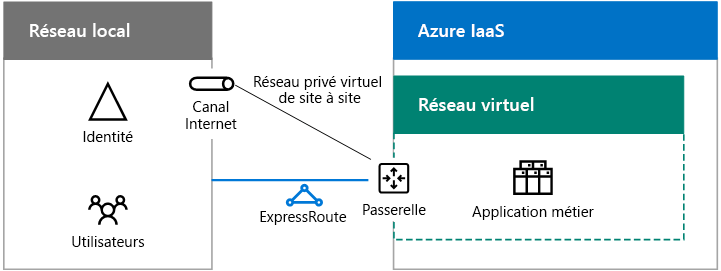 Réseau local
Azure IaaS
Réseau privé virtuel
de site à site
Canal
Internet
Réseau virtuel
Identité
ExpressRoute
Passerelle
Application métier
Utilisateurs